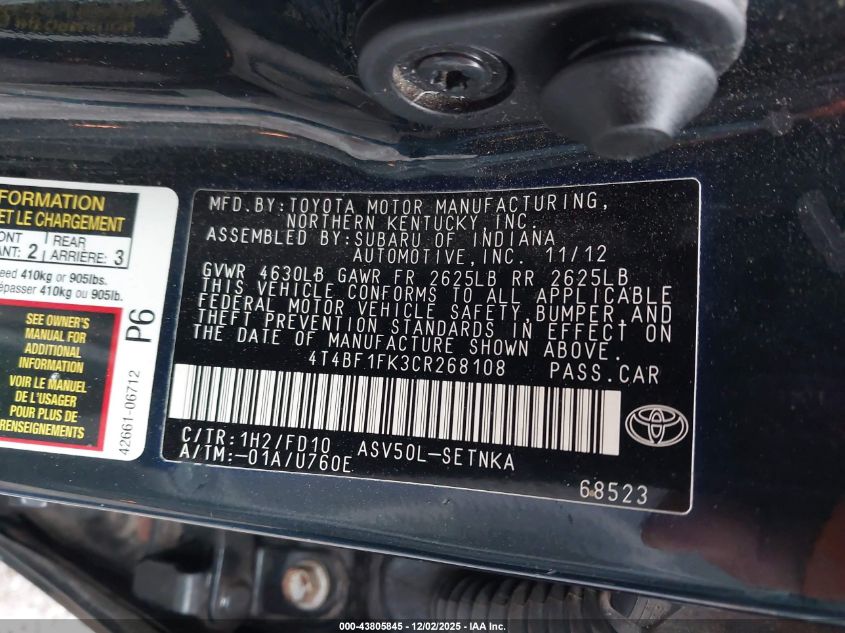 FORMATION
ET LE CHARGEMENT
ONT REAR
ANT: 2 ARRIÈRE: 3
eed 410kg or 905lbs.
épasser 410kg ou 905lb.
SEE OWNER'S
MANUAL FOR
ADDITIONAL
INFORMATION
VOIR LE MANUEL
DE L'USAGER
POUR PLUS DE
RENSEIGNEMENTS
P6
42661-06712
MFD.BY:TOYOTA MOTOR MANUFACTURING,
NORTHERN KENTUCKY INC.
ASSEMBLED BY:SUBARU OF INDIANA
AUTOMOTIVE,INC. 11/12
GVWR 4630LB GAWR FR 2625LB RR 2625LB
THIS VEHICLE CONFORMS TO ALL APPLICABLE
FEDERAL MOTOR VEHICLE SAFETY,BUMPER,AND
THEFT PREVENTION STANDARDS IN EFFECT ON
THE DATE OF MANUFACTURE SHOWN ABOVE.
4T4BF1FK3CR268108 PASS.CAR
C/TR:1H2/FD10 ASV50L-SETNKA
A/TM:-01A/U760E
68523
000-43805845 - 12/02/2025 - IAA Inc.